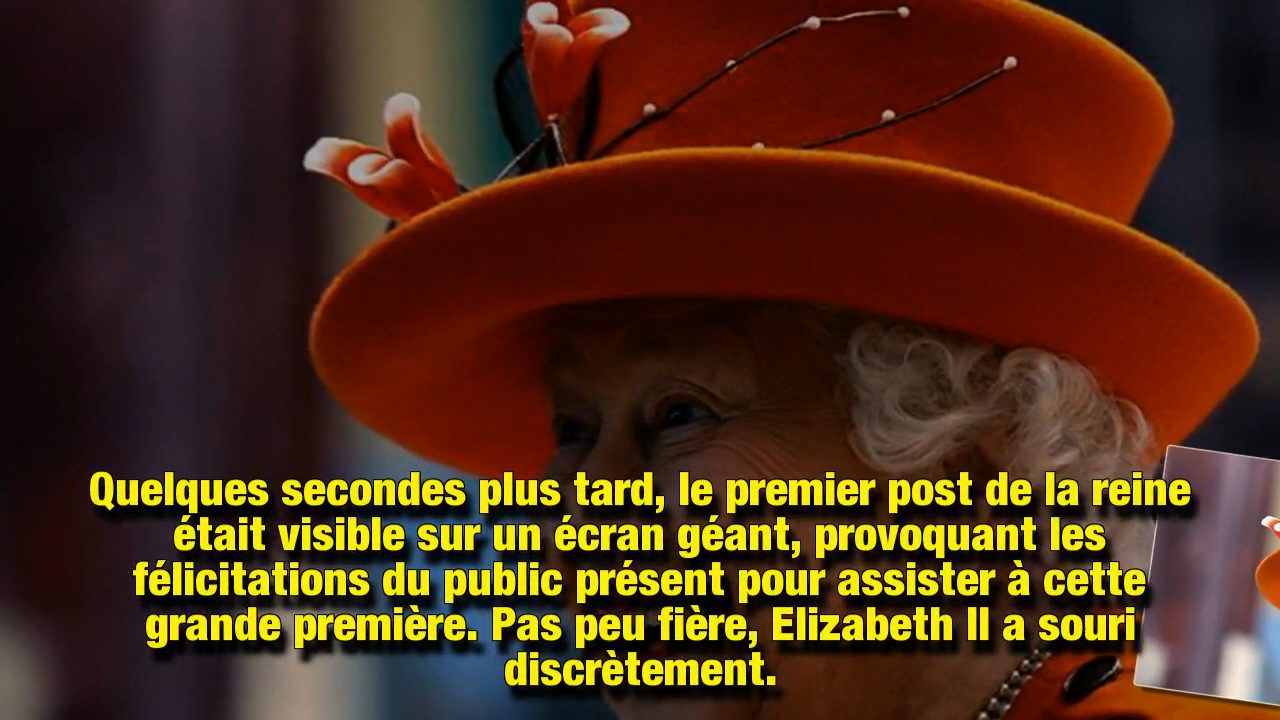 Quelques secondes plus tard, le premier post de la reine
était visible sur un écran géant, provoquant les
félicitations du public présent pour assister à cette
grande première. Pas peu fière, Elizabeth II a souri
discrètement.